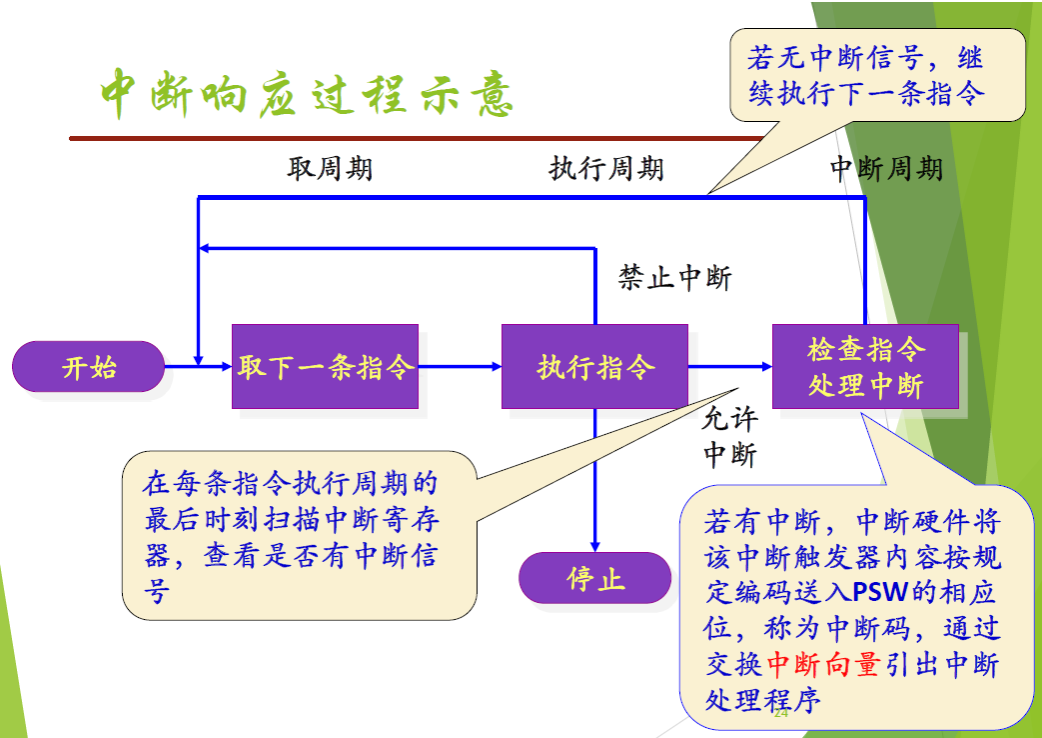 中断响应过程示意
若无中断信号，继
续执行下一条指令
取周期
执行周期
中断周期
禁止中断
开始
取下一条指令
执行指令
检查指令
处理中断
允许
中断
在每条指令执行周期的
最后时刻扫描中断寄存
器，查看是否有中断信
号
停止
若有中断，中断硬件将
该中断触发器内容按规
定编码送入PSW的相应
位，称为中断码，通过
交换中断向量引出中断
处理程序
24